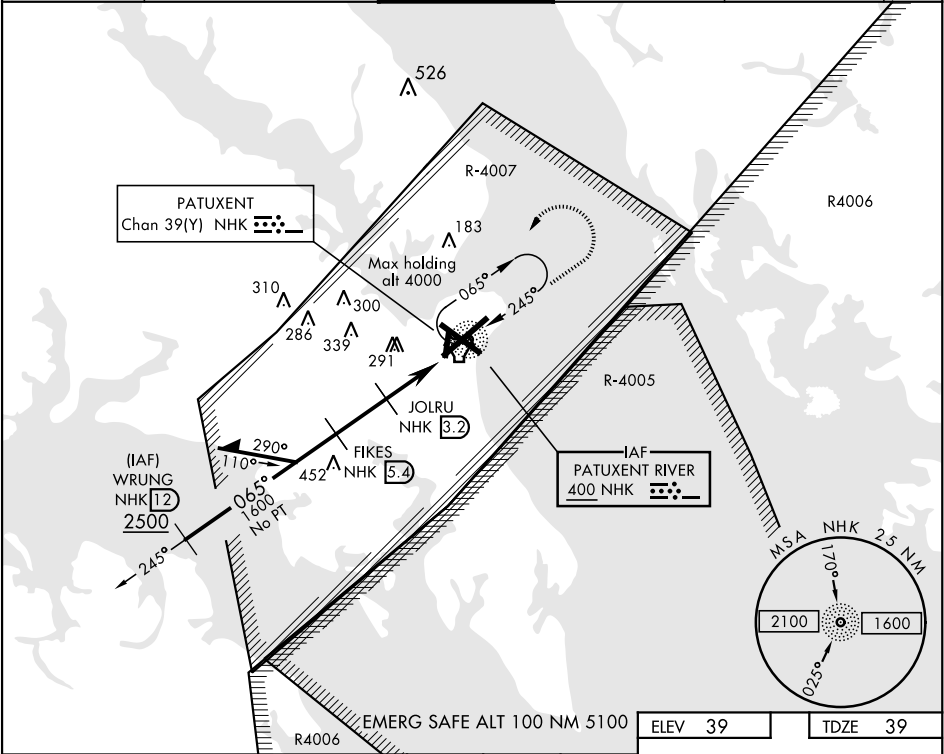 526
R-4007
R4006
PATUXENT
Chan 39(Y) NHK
183
Max holding
alt 4000
065°
245°
310
300
286
339
291
R-4005
JOLRU
NHK 3.2
290°
110°
FIKES
NHK 5.4
452
(IAF)
WRUNG
NHK 12
2500
065°
1600
No PT
245°
IAF
PATUXENT RIVER
400 NHK
MSA NHK 25 NM
170°
2100
1600
025°
EMERG SAFE ALT 100 NM 5100
ELEV 39
TDZE 39
R4006